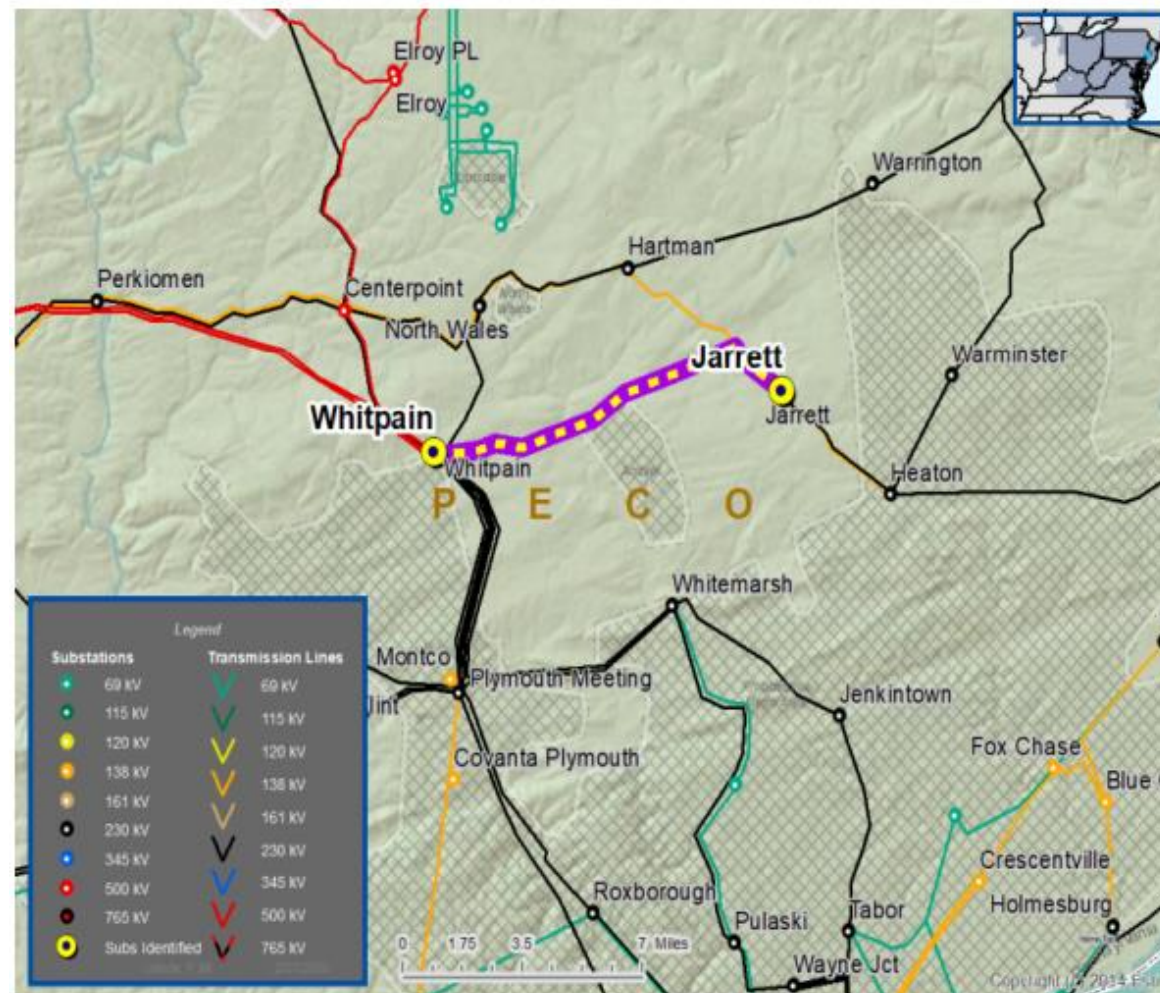 Elroy PL
Elroy
Warrington
Hartman
Perkiomen
Centerpoint
North Wales
Jarrett
Warminster
Whitpain
Jarrett
Whitpain
Heaton
P E C O
Whitemarsh
Legend
Substations Transmission Lines
69 kV 69 kV
115 kV 115 kV
120 kV 120 kV
138 kV 138 kV
161 kV 161 kV
230 kV 230 kV
345 kV 345 kV
500 kV 500 kV
765 kV 765 kV
Subs Identified
Montco
Plymouth Meeting
Jenkintown
Covanta Plymouth
Fox Chase
Blue
Crescentville
Roxborough
Holmesburg
Pulaski
Tabor
0 1.75 3.5 7 Miles
Wayne Jct
Copyright (c) 2014 Esri